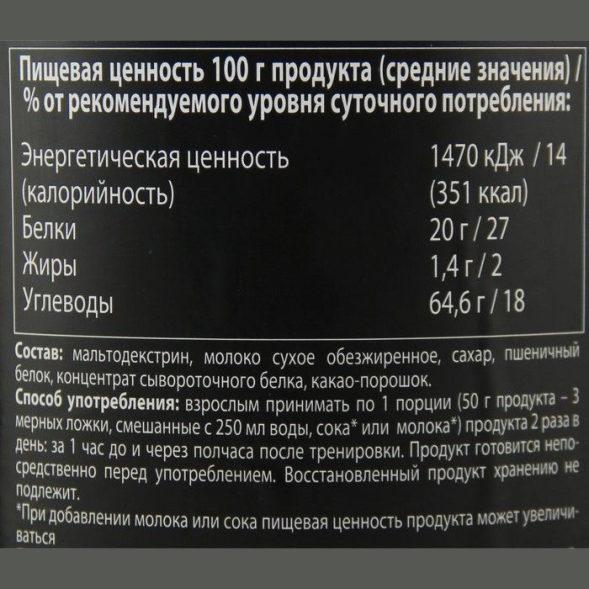 Пищевая ценность 100 г продукта (средние значения) /
% от рекомендуемого уровня суточного потребления:
Энергетическая ценность 1470 кДж / 14
(калорийность) (351 ккал)
Белки 20 г / 27
Жиры 1,4 г / 2
Углеводы 64,6 г / 18
Состав: мальтодекстрин, молоко сухое обезжиренное, сахар, пшеничный
белок, концентрат сывороточного белка, какао-порошок.
Способ употребления: взрослым принимать по 1 порции (50 г продукта – 3
мерных ложки, смешанные с 250 мл воды, сока* или молока*) продукта 2 раза в
день: за 1 час до и через полчаса после тренировки. Продукт готовится непо-
средственно перед употреблением. Восстановленный продукт хранению не
подлежит.
*При добавлении молока или сока пищевая ценность продукта может увеличи-
ваться